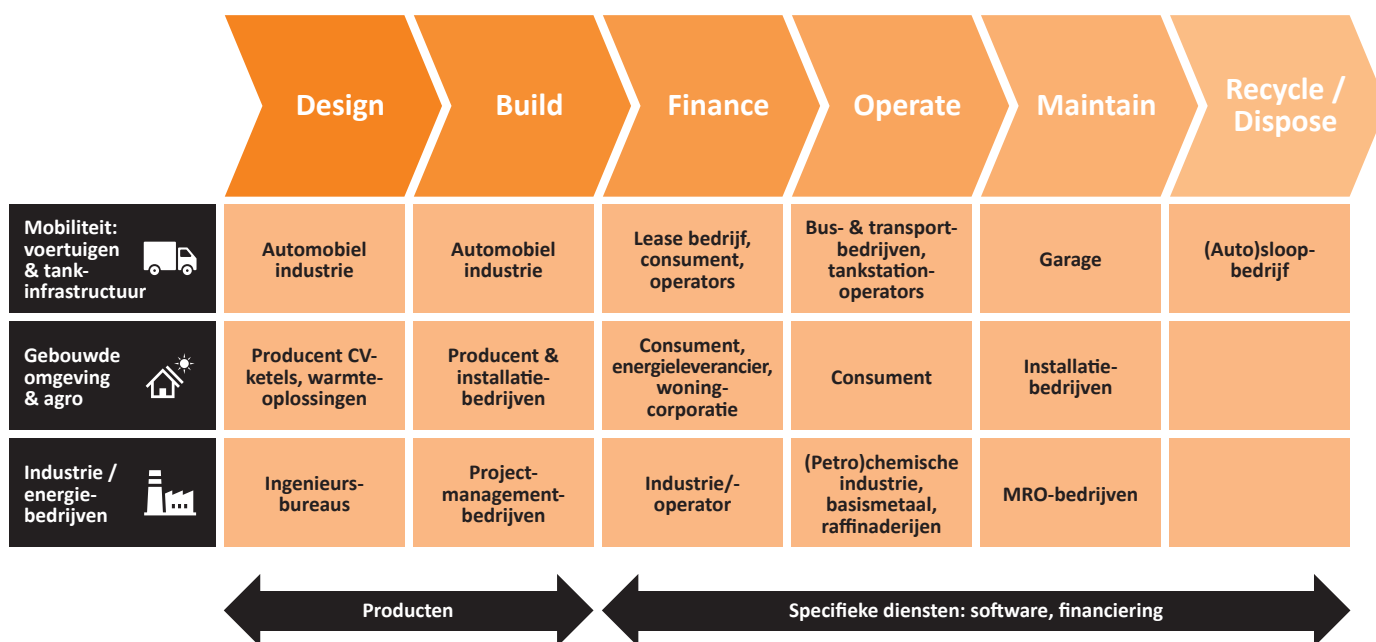 Design
Build
Finance
Operate
Maintain
Recycle /
Dispose
Mobiliteit:
voertuigen
& tank-
infrastructuur
Automobiel
industrie
Automobiel
industrie
Lease bedrijf,
consument,
operators
Bus- & transport-
bedrijven,
tankstation-
operators
Garage
(Auto)sloop-
bedrijf
Gebouwde
omgeving
& agro
Producent CV-
ketels, warmte-
oplossingen
Producent &
installatie-
bedrijven
Consument,
energieleverancier,
woning-
corporatie
Consument
Installatie-
bedrijven
Industrie /
energie-
bedrijven
Ingenieurs-
bureaus
Project-
management-
bedrijven
Industrie/-
operator
(Petro)chemische
industrie,
basismetaal,
raffinaderijen
MRO-bedrijven
Producten
Specifieke diensten: software, financiering